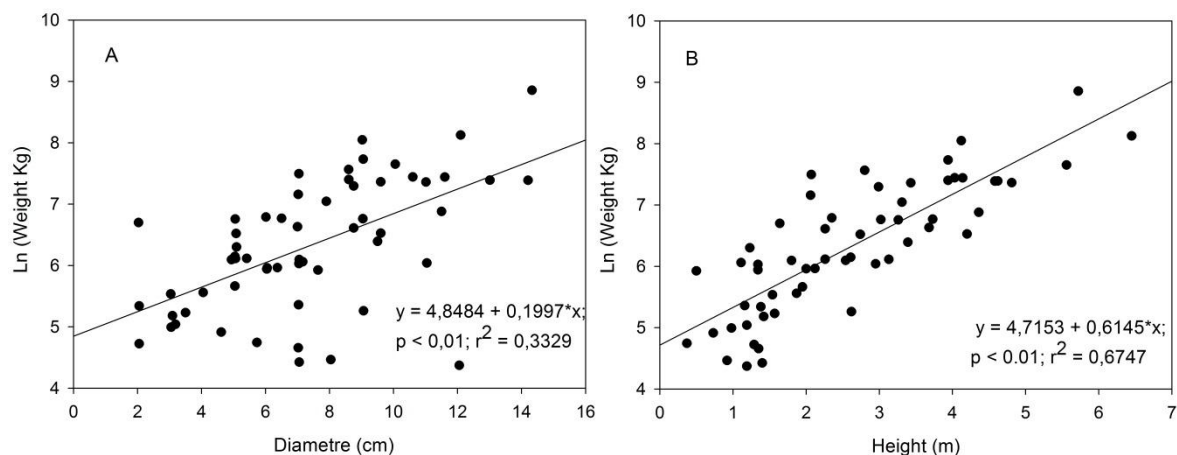 A
Ln (Weight Kg)
10
9
8
7
6
5
4
y = 4,8484 + 0,1997*x;
p < 0,01; r² = 0,3329
0 2 4 6 8 10 12 14 16
Diametre (cm)
B
Ln (Weight Kg)
10
9
8
7
6
5
4
y = 4,7153 + 0,6145*x;
p < 0.01; r² = 0,6747
0 1 2 3 4 5 6 7
Height (m)